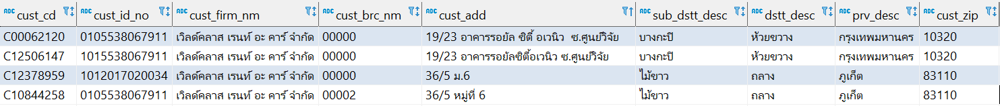 ABC cust_cd ABC cust_id_no ABC cust_firm_nm ABC cust_brc_nm ABC cust_add ABC sub_dstt_desc ABC dstt_desc ABC prv_desc ABC cust_zip
C00062120 0105538067911 เวิลด์คลาส เรนท์ อะ คาร์ จำกัด 00000 19/23 อาคารรอยัล ซิตี้ อเวนิว ซ.ศูนย์วิจัย บางกะปิ ห้วยขวาง กรุงเทพมหานคร 10320
C12506147 1015538067911 เวิลด์คลาส เรนท์ อะ คาร์ จำกัด 00000 19/23 อาคารรอยัลซิตี้อเวนิว ซ.ศูนย์วิจัย บางกะปิ ห้วยขวาง กรุงเทพมหานคร 10320
C12378959 1012017020034 เวิลด์คลาส เรนท์ อะ คาร์ จำกัด 00000 36/5 ม.6 ไม้ขาว ถลาง ภูเก็ต 83110
C10844258 0105538067911 เวิลด์คลาส เรนท์ อะ คาร์ จำกัด 00002 36/5 หมู่ที่ 6 ไม้ขาว ถลาง ภูเก็ต 83110